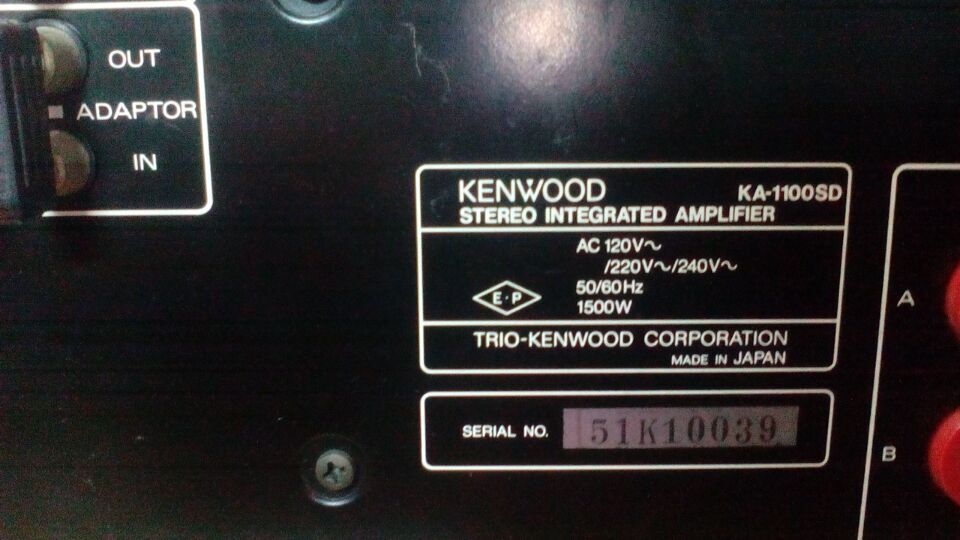 OUT
ADAPTOR
IN
KENWOOD KA-1100SD
STEREO INTEGRATED AMPLIFIER
AC 120V~
/220V~/240V~
E·P 50/60Hz
1500W
TRIO-KENWOOD CORPORATION
MADE IN JAPAN
SERIAL NO. 51K10039
A
B